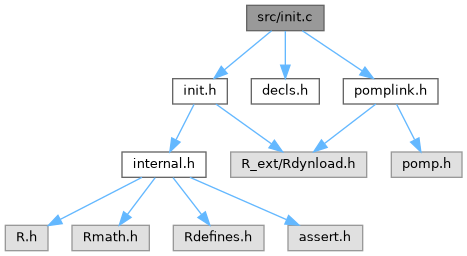 src/init.c
init.h
decls.h
pomplink.h
internal.h
R_ext/Rdynload.h
pomp.h
R.h
Rmath.h
Rdefines.h
assert.h